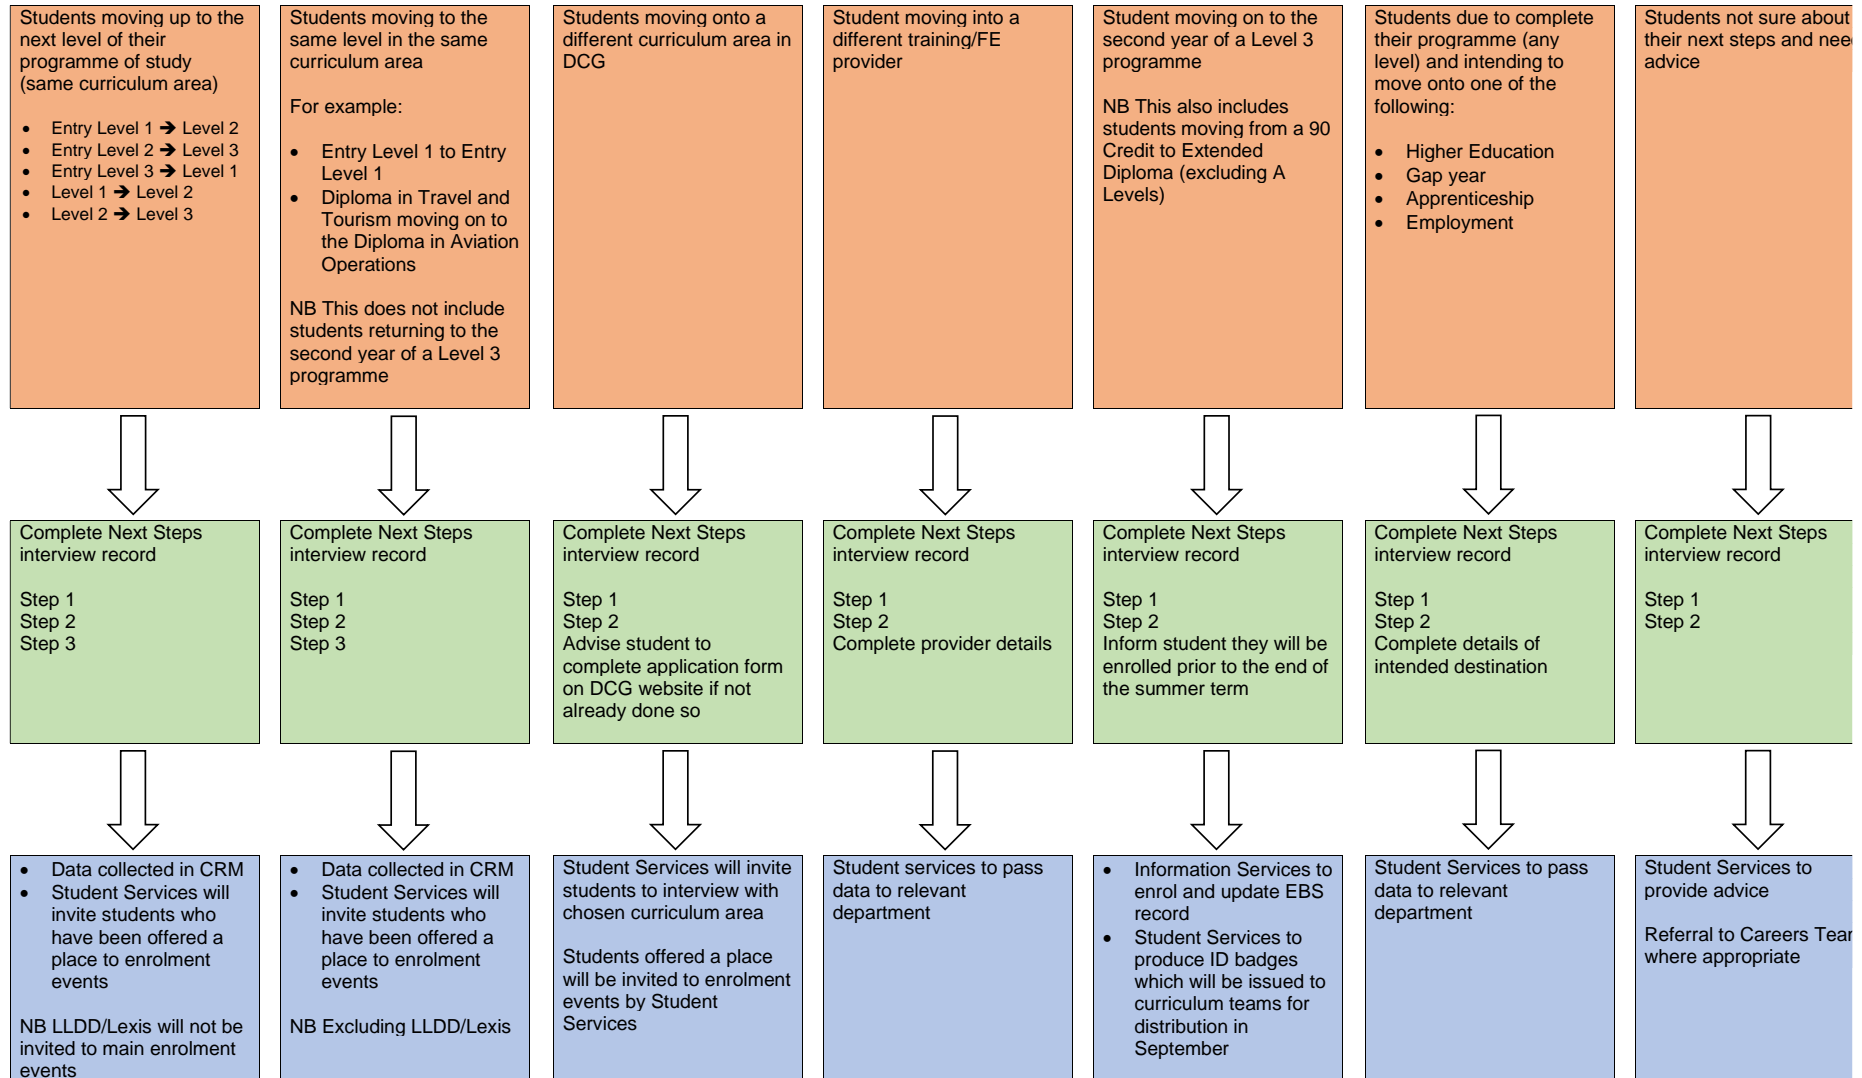 Students moving up to the
next level of their
programme of study
(same curriculum area)
• Entry Level 1 ➔ Level 2
• Entry Level 2 ➔ Level 3
• Entry Level 3 ➔ Level 1
• Level 1 ➔ Level 2
• Level 2 ➔ Level 3
Students moving to the
same level in the same
curriculum area
For example:
• Entry Level 1 to Entry
Level 1
• Diploma in Travel and
Tourism moving on to
the Diploma in Aviation
Operations
NB This does not include
students returning to the
second year of a Level 3
programme
Students moving onto a
different curriculum area in
DCG
Student moving into a
different training/FE
provider
Student moving on to the
second year of a Level 3
programme
NB This also includes
students moving from a 90
Credit to Extended
Diploma (excluding A
Levels)
Students due to complete
their programme (any
level) and intending to
move onto one of the
following:
• Higher Education
• Gap year
• Apprenticeship
• Employment
Students not sure about
their next steps and
advice
Complete Next Steps
interview record
Step 1
Step 2
Step 3
Complete Next Steps
interview record
Step 1
Step 2
Step 3
Complete Next Steps
interview record
Step 1
Step 2
Advise student to
complete application form
on DCG website if not
already done so
Complete Next Steps
interview record
Step 1
Step 2
Complete provider details
Complete Next Steps
interview record
Step 1
Step 2
Inform student they will be
enrolled prior to the end of
the summer term
Complete Next Steps
interview record
Step 1
Step 2
Complete details of
intended destination
Complete Next Steps
interview record
Step 1
Step 2
• Data collected in CRM
• Student Services will
invite students who
have been offered a
place to enrolment
events
NB LLDD/Lexis will not be
invited to main enrolment
events
• Data collected in CRM
• Student Services will
invite students who
have been offered a
place to enrolment
events
NB Excluding LLDD/Lexis
Student Services will invite
students to interview with
chosen curriculum area
Students offered a place
will be invited to enrolment
events by Student
Services
Student services to pass
data to relevant
department
• Information Services to
enrol and update EBS
record
• Student Services to
produce ID badges
which will be issued to
curriculum teams for
distribution in
September
Student Services to pass
data to relevant
department
Student Services to
provide advice
Referral to Careers
where appropriate